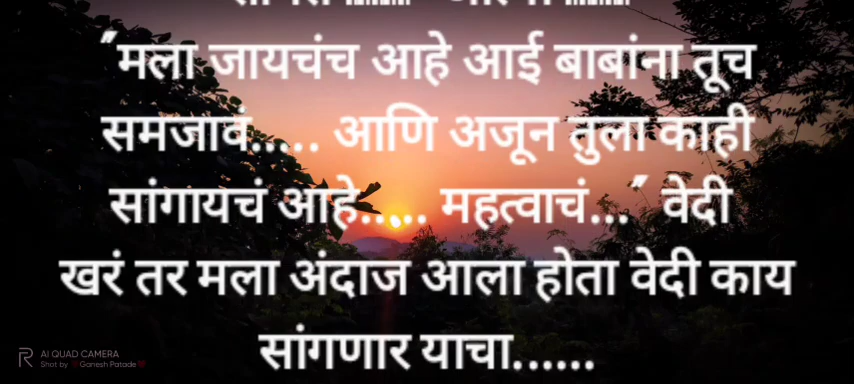 "मला जायचंच आहे आई बाबांना तूच
समजावं..... आणि अजून तुला काही
सांगायचं आहे..... महत्वाचं..." वेदी
खरं तर मला अंदाज आला होता वेदी काय
सांगणार याचा......
AI QUAD CAMERA
Shot by Ganesh Patade